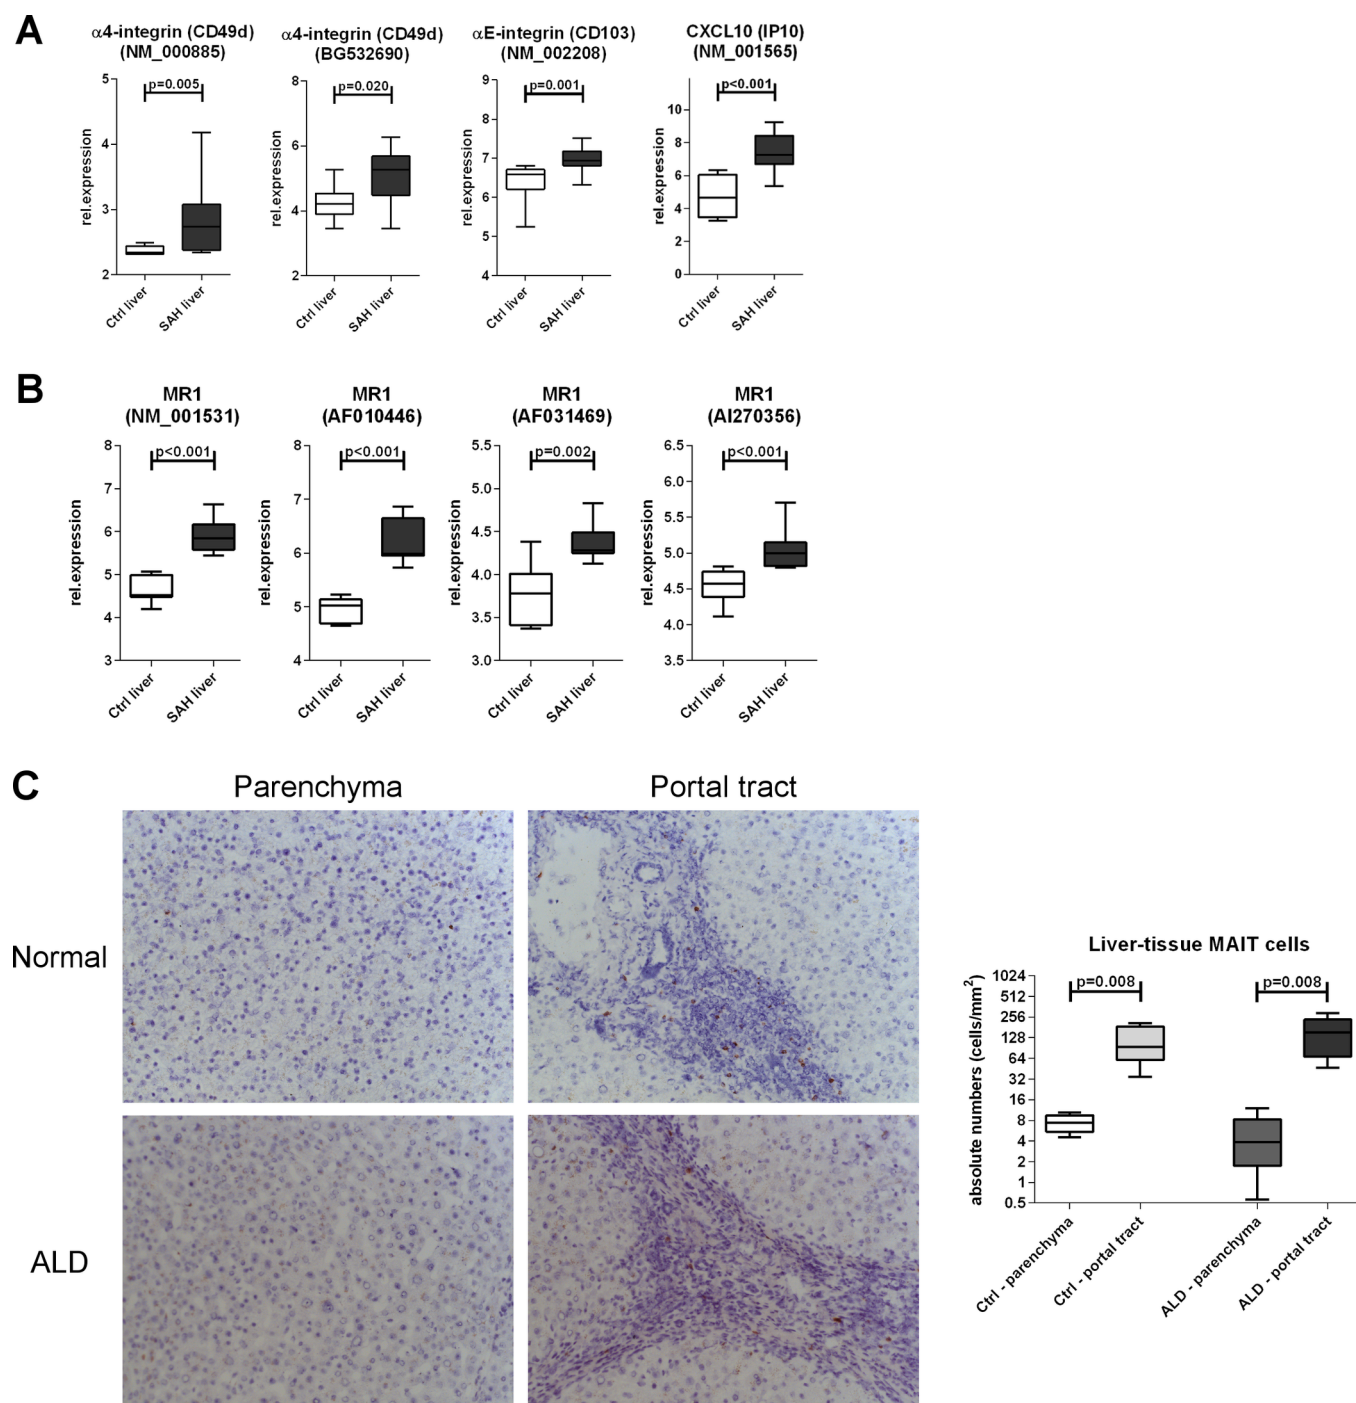 A
α4-integrin (CD49d)
(NM_000885)
α4-integrin (CD49d)
(BG532690)
αE-integrin (CD103)
(NM_002208)
CXCL10 (IP10)
(NM_001565)
rel.expression
5
4
3
2
p=0.005
Ctrl liver
SAH liver
rel.expression
8
6
4
2
p=0.020
Ctrl liver
SAH liver
rel.expression
9
8
7
6
5
4
p=0.001
Ctrl liver
SAH liver
rel.expression
10
8
6
4
2
0
p<0.001
Ctrl liver
SAH liver
B
MR1
(NM_001531)
MR1
(AF010446)
MR1
(AF031469)
MR1
(AI270356)
rel.expression
8
7
6
5
4
3
p<0.001
Ctrl liver
SAH liver
rel.expression
8
7
6
5
4
p<0.001
Ctrl liver
SAH liver
rel.expression
5.5
5.0
4.5
4.0
3.5
3.0
p=0.002
Ctrl liver
SAH liver
rel.expression
6.5
6.0
5.5
5.0
4.5
4.0
3.5
p<0.001
Ctrl liver
SAH liver
C
Parenchyma
Portal tract
Normal
ALD
Liver-tissue MAIT cells
absolute numbers (cells/mm²)
1024
512
256
128
64
32
16
8
4
2
1
0.5
p=0.008
p=0.008
Ctrl - parenchyma
Ctrl - portal tract
ALD - parenchyma
ALD - portal tract